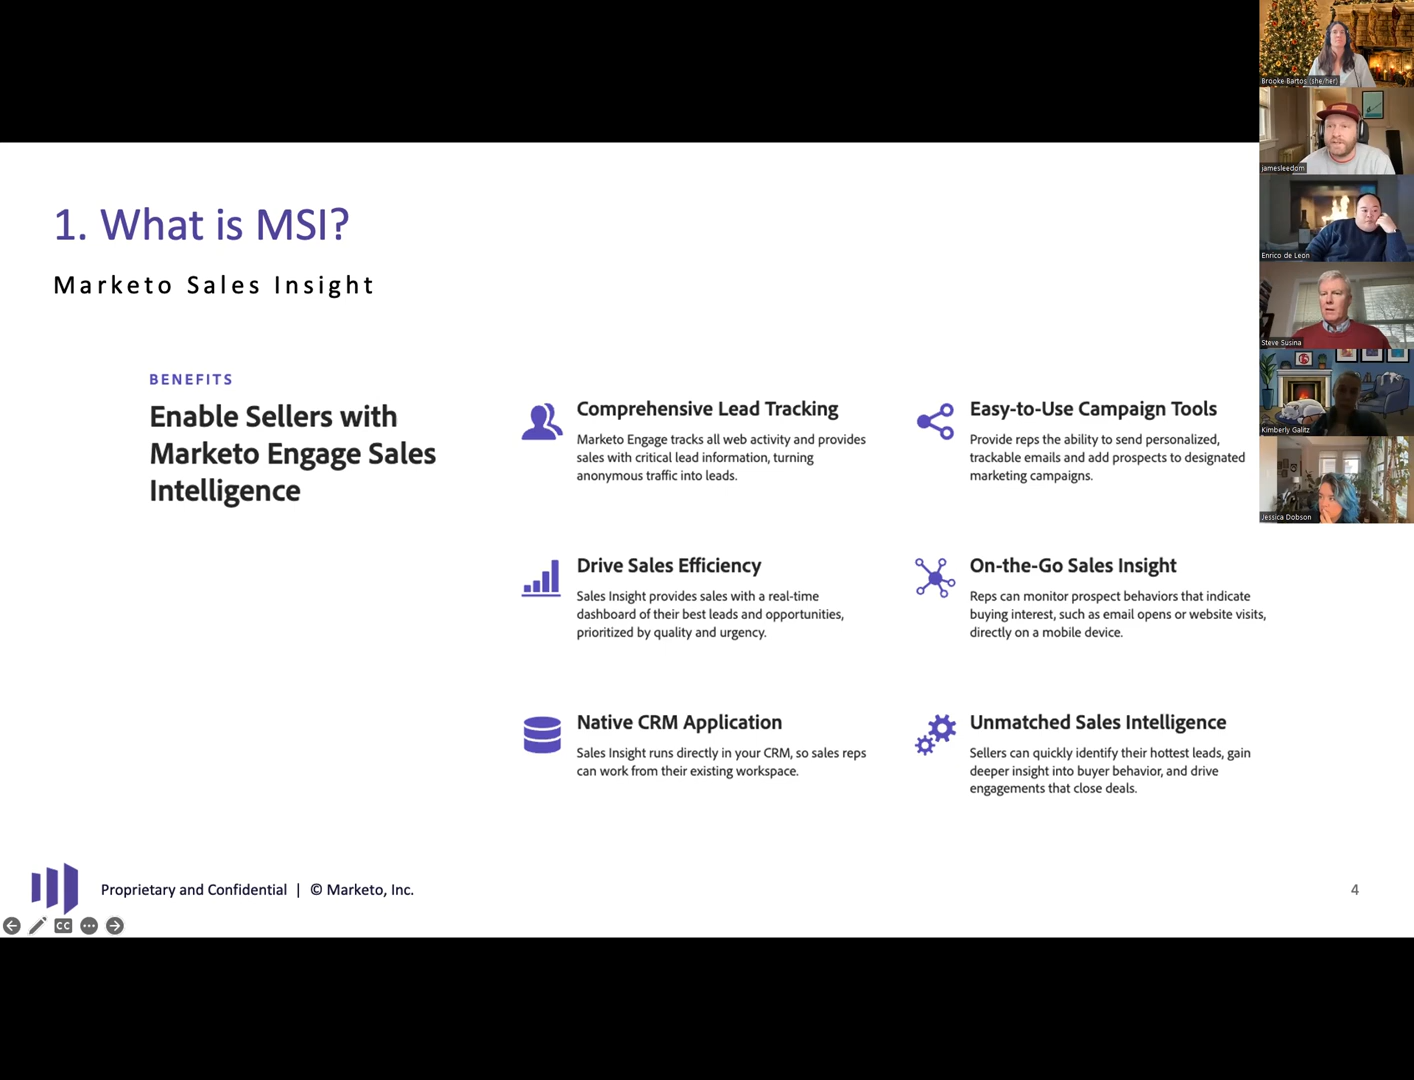 1. What is MSI?
Marketo Sales Insight
BENEFITS
Enable Sellers with
Marketo Engage Sales
Intelligence
Comprehensive Lead Tracking
Marketo Engage tracks all web activity and provides
sales with critical lead information, turning
anonymous traffic into leads.
Easy-to-Use Campaign Tools
Provide reps the ability to send personalized,
trackable emails and add prospects to designated
marketing campaigns.
Drive Sales Efficiency
Sales Insight provides sales with a real-time
dashboard of their best leads and opportunities,
prioritized by quality and urgency.
On-the-Go Sales Insight
Reps can monitor prospect behaviors that indicate
buying interest, such as email opens or website visits,
directly on a mobile device.
Native CRM Application
Sales Insight runs directly in your CRM, so sales reps
can work from their existing workspace.
Unmatched Sales Intelligence
Sellers can quickly identify their hottest leads, gain
deeper insight into buyer behavior, and drive
engagements that close deals.
Proprietary and Confidential | © Marketo, Inc.
4
CC
Brooke Bartos (she/her)
jamesleedom
Enrico de Leon
Steve Susina
Kimberly Galitz
Jessica Dobson